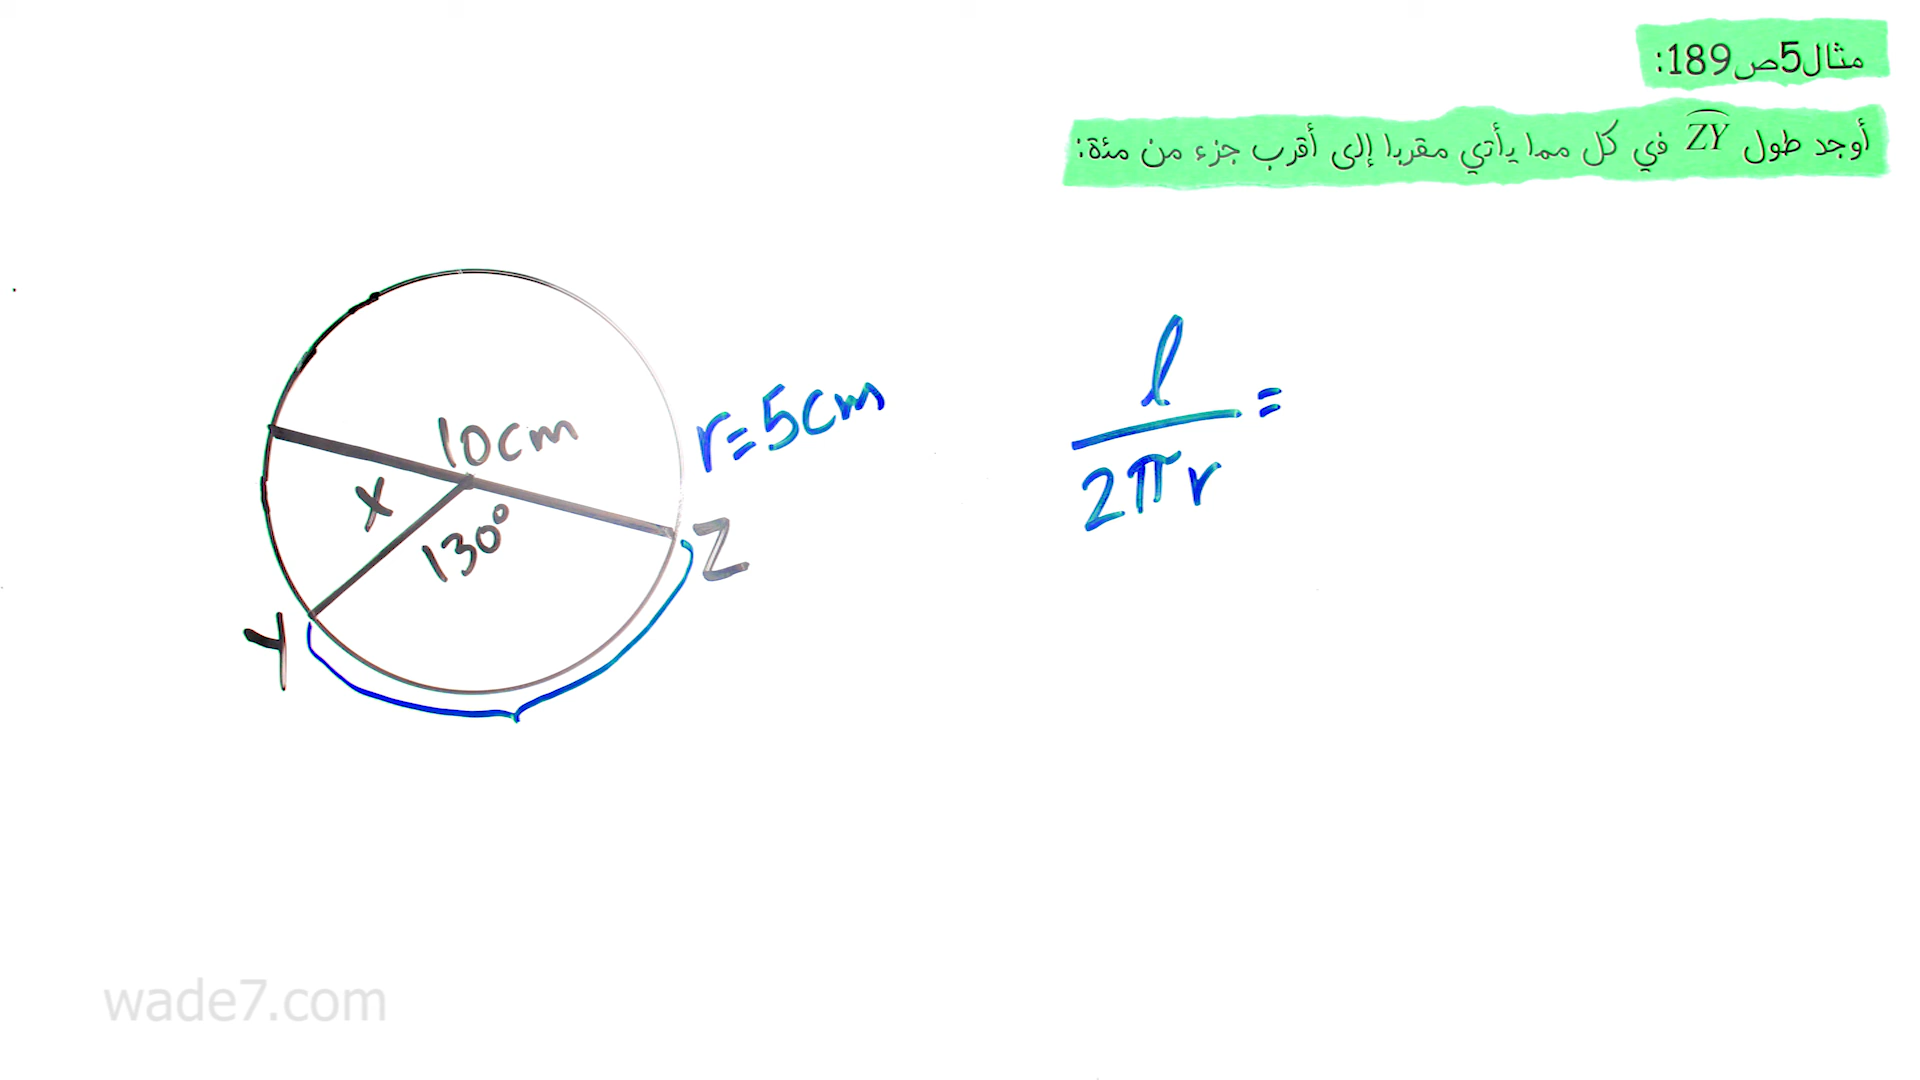 مثال5ص189:
أوجد طول ZY في كل مما يأتي مقربا إلى أقرب جزء من مئة:
10cm
r=5cm
x
130°
Z
Y
l
=
2πr
wade7.com